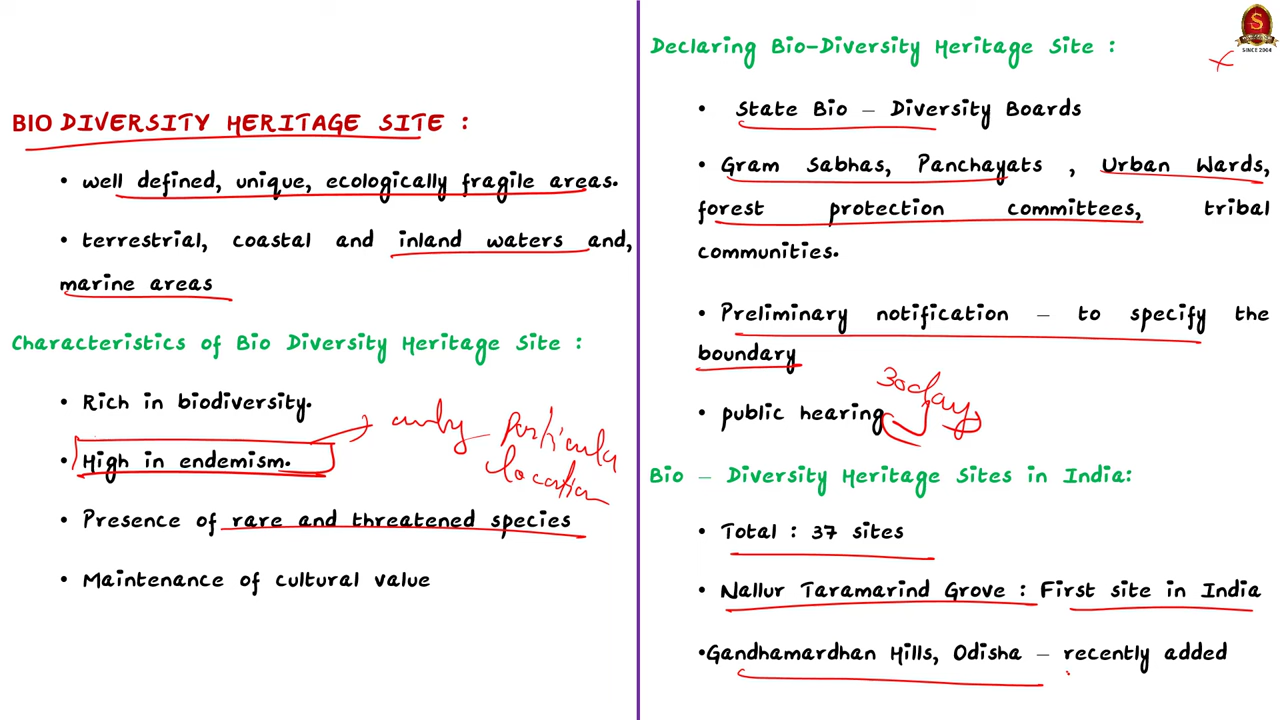 BIO DIVERSITY HERITAGE SITE :
• well defined, unique, ecologically fragile areas.
• terrestrial, coastal and inland waters and,
marine areas
Characteristics of Bio Diversity Heritage Site :
• Rich in biodiversity.
• High in endemism.
only particular
location
• Presence of rare and threatened species
• Maintenance of cultural value
Declaring Bio-Diversity Heritage Site :
• State Bio – Diversity Boards
• Gram Sabhas, Panchayats , Urban Wards,
forest protection committees, tribal
communities.
• Preliminary notification – to specify the
boundary
30days
• public hearing
Bio – Diversity Heritage Sites in India:
• Total : 37 sites
• Nallur Taramarind Grove : First site in India
•Gandhamardhan Hills, Odisha – recently added
S
SINCE 2004